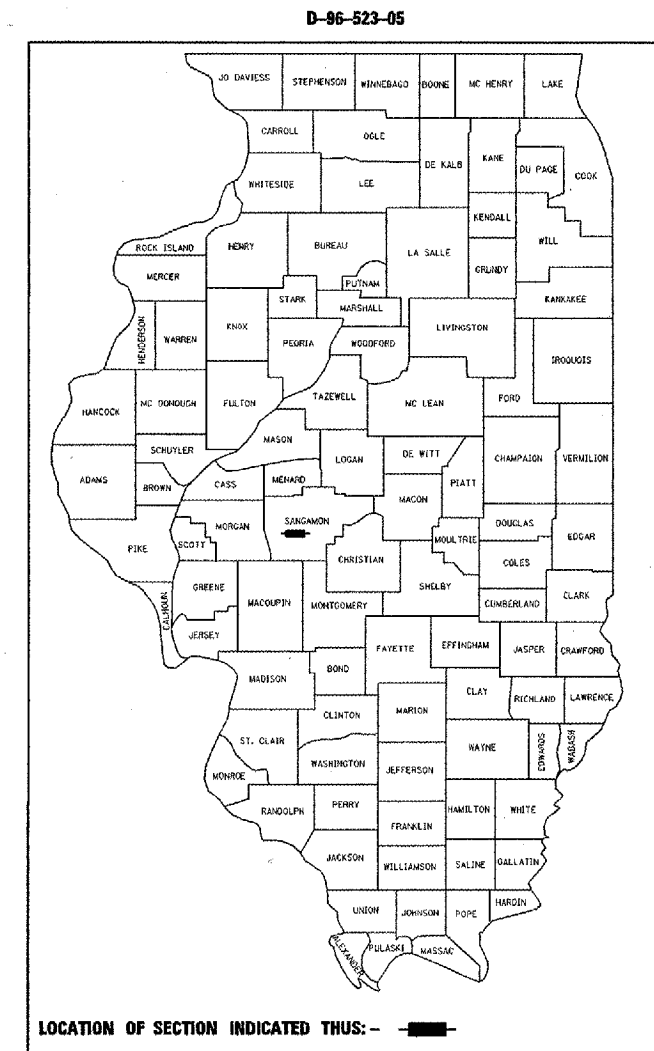 D-96-523-05
JO DAVIESS STEPHENSON WINNEBAGO BOONE MC HENRY LAKE
CARROLL OGLE
DE KALB KANE DU PAGE COOK
WHITESIDE LEE
KENDALL WILL
ROCK ISLAND HENRY BUREAU LA SALLE GRUNDY
MERCER PUTNAM KANKAKEE
STARK MARSHALL
HENDERSON WARREN KNOX PEORIA WOODFORD LIVINGSTON IROQUOIS
HANCOCK MC DONOUGH FULTON TAZEWELL MC LEAN FORD
MASON
SCHUYLER LOGAN DE WITT CHAMPAION VERMILION
ADAMS BROWN CASS MENARD PIATT
MACON
MORGAN SANGAMON DOUGLAS
PIKE SCOTT CHRISTIAN MOULTRIE EDGAR
COLES
SHELBY
GREENE MACOUPIN MONTGOMERY CUMBERLAND CLARK
CALHOUN JERSEY
FAYETTE EFFINGHAM JASPER CRAWFORD
MADISON BOND
CLAY RICHLAND LAWRENCE
CLINTON MARION
ST. CLAIR WAYNE EDWARDS WABASH
WASHINGTON JEFFERSON
MONROE
RANDOLPH PERRY HAMILTON WHITE
FRANKLIN
JACKSON WILLIAMSON SALINE GALLATIN
HARDIN
UNION JOHNSON POPE
ALEXANDER PULASKI MASSAC
LOCATION OF SECTION INDICATED THUS: -